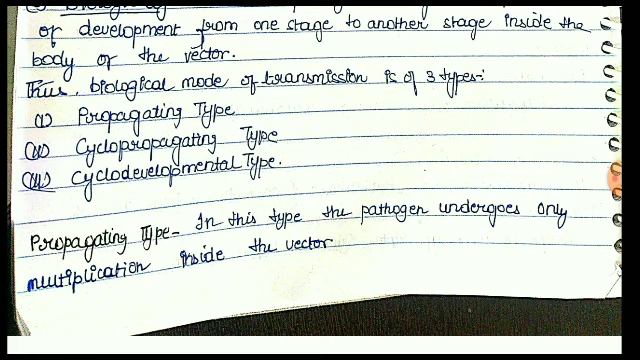 of development from one stage to another stage inside the
body of the vector.
Thus, biological mode of transmission is of 3 types:-
(i) Propagating Type
(ii) Cyclopropagating Type
(iii) Cyclodevelopmental Type.
Propagating Type- In this type the pathogen undergoes only
multiplication inside the vector